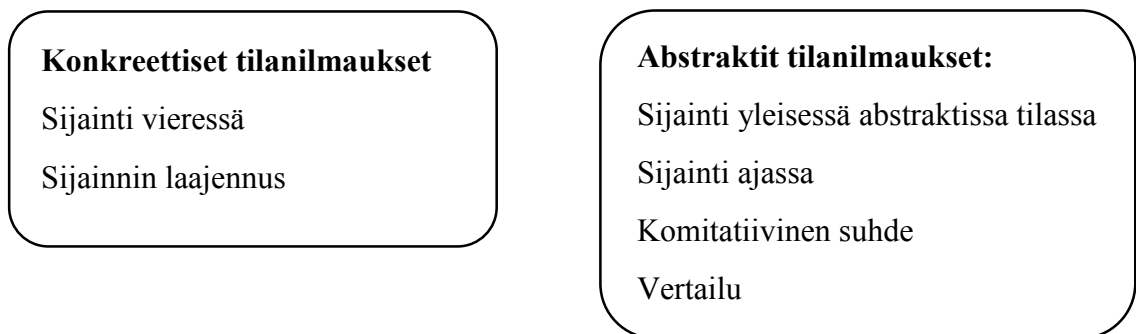 Konkreettiset tilanilmaukset
Sijainti vieressä
Sijainnin laajennus
Abstraktit tilanilmaukset:
Sijainti yleisessä abstraktissa tilassa
Sijainti ajassa
Komitatiivinen suhde
Vertailu